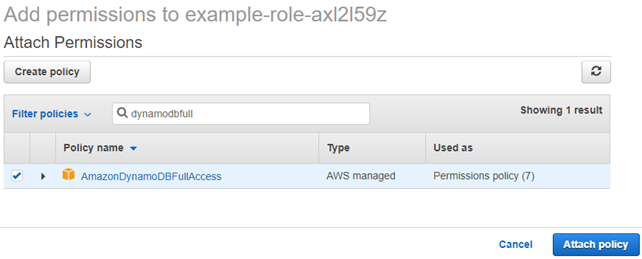 Add permissions to example-role-axl2l59z
Attach Permissions
Create policy
Filter policies
dynamodbfull
Showing 1 result
Policy name Type Used as
AmazonDynamoDBFullAccess AWS managed Permissions policy (7)
Cancel Attach policy